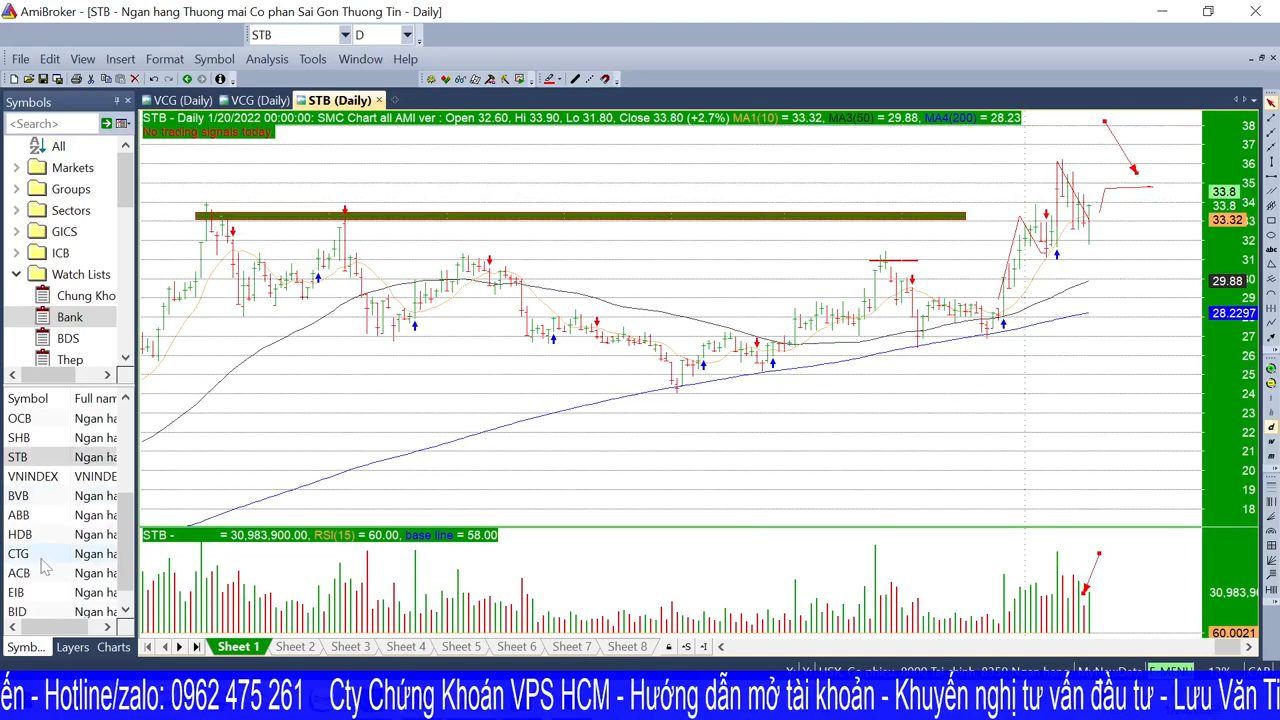 AmiBroker - [STB - Ngan hang Thuong mai Co phan Sai Gon Thuong Tin - Daily]
STB D
File Edit View Insert Format Symbol Analysis Tools Window Help
Symbols
VCG (Daily) VCG (Daily) STB (Daily)
<Search>
STB - Daily 1/20/2022 00:00:00: SMC Chart all AMI ver : Open 32.60, Hi 33.90, Lo 31.80, Close 33.80 (+2.7%) MA1(10) = 33.32, MA3(50) = 29.88, MA4(200) = 28.23
No trading signals today.
All
Markets
Groups
Sectors
GICS
ICB
Watch Lists
Chung Kho
Bank
BDS
Thep
38
37
36
35
33.8
34
33.8
33
33.32
32
31
29.88
29
28.2297
27
26
25
24
23
22
21
20
19
18
Symbol Full nam
OCB Ngan ha
SHB Ngan ha
STB Ngan ha
VNINDEX VNINDE
BVB Ngan ha
ABB Ngan ha
HDB Ngan ha
CTG Ngan ha
ACB Ngan ha
EIB Ngan ha
BID Ngan ha
STB - = 30,983,900.00, RSI(15) = 60.00, base line = 58.00
30,983,9
60.0021
Symb... Layers Charts
Sheet 1 Sheet 2 Sheet 3 Sheet 4 Sheet 5 Sheet 6 Sheet 7 Sheet 8
ến - Hotline/zalo: 0962 475 261 Cty Chứng Khoán VPS HCM - Hướng dẫn mở tài khoản - Khuyến nghị tư vấn đầu tư - Lưu Văn Ti